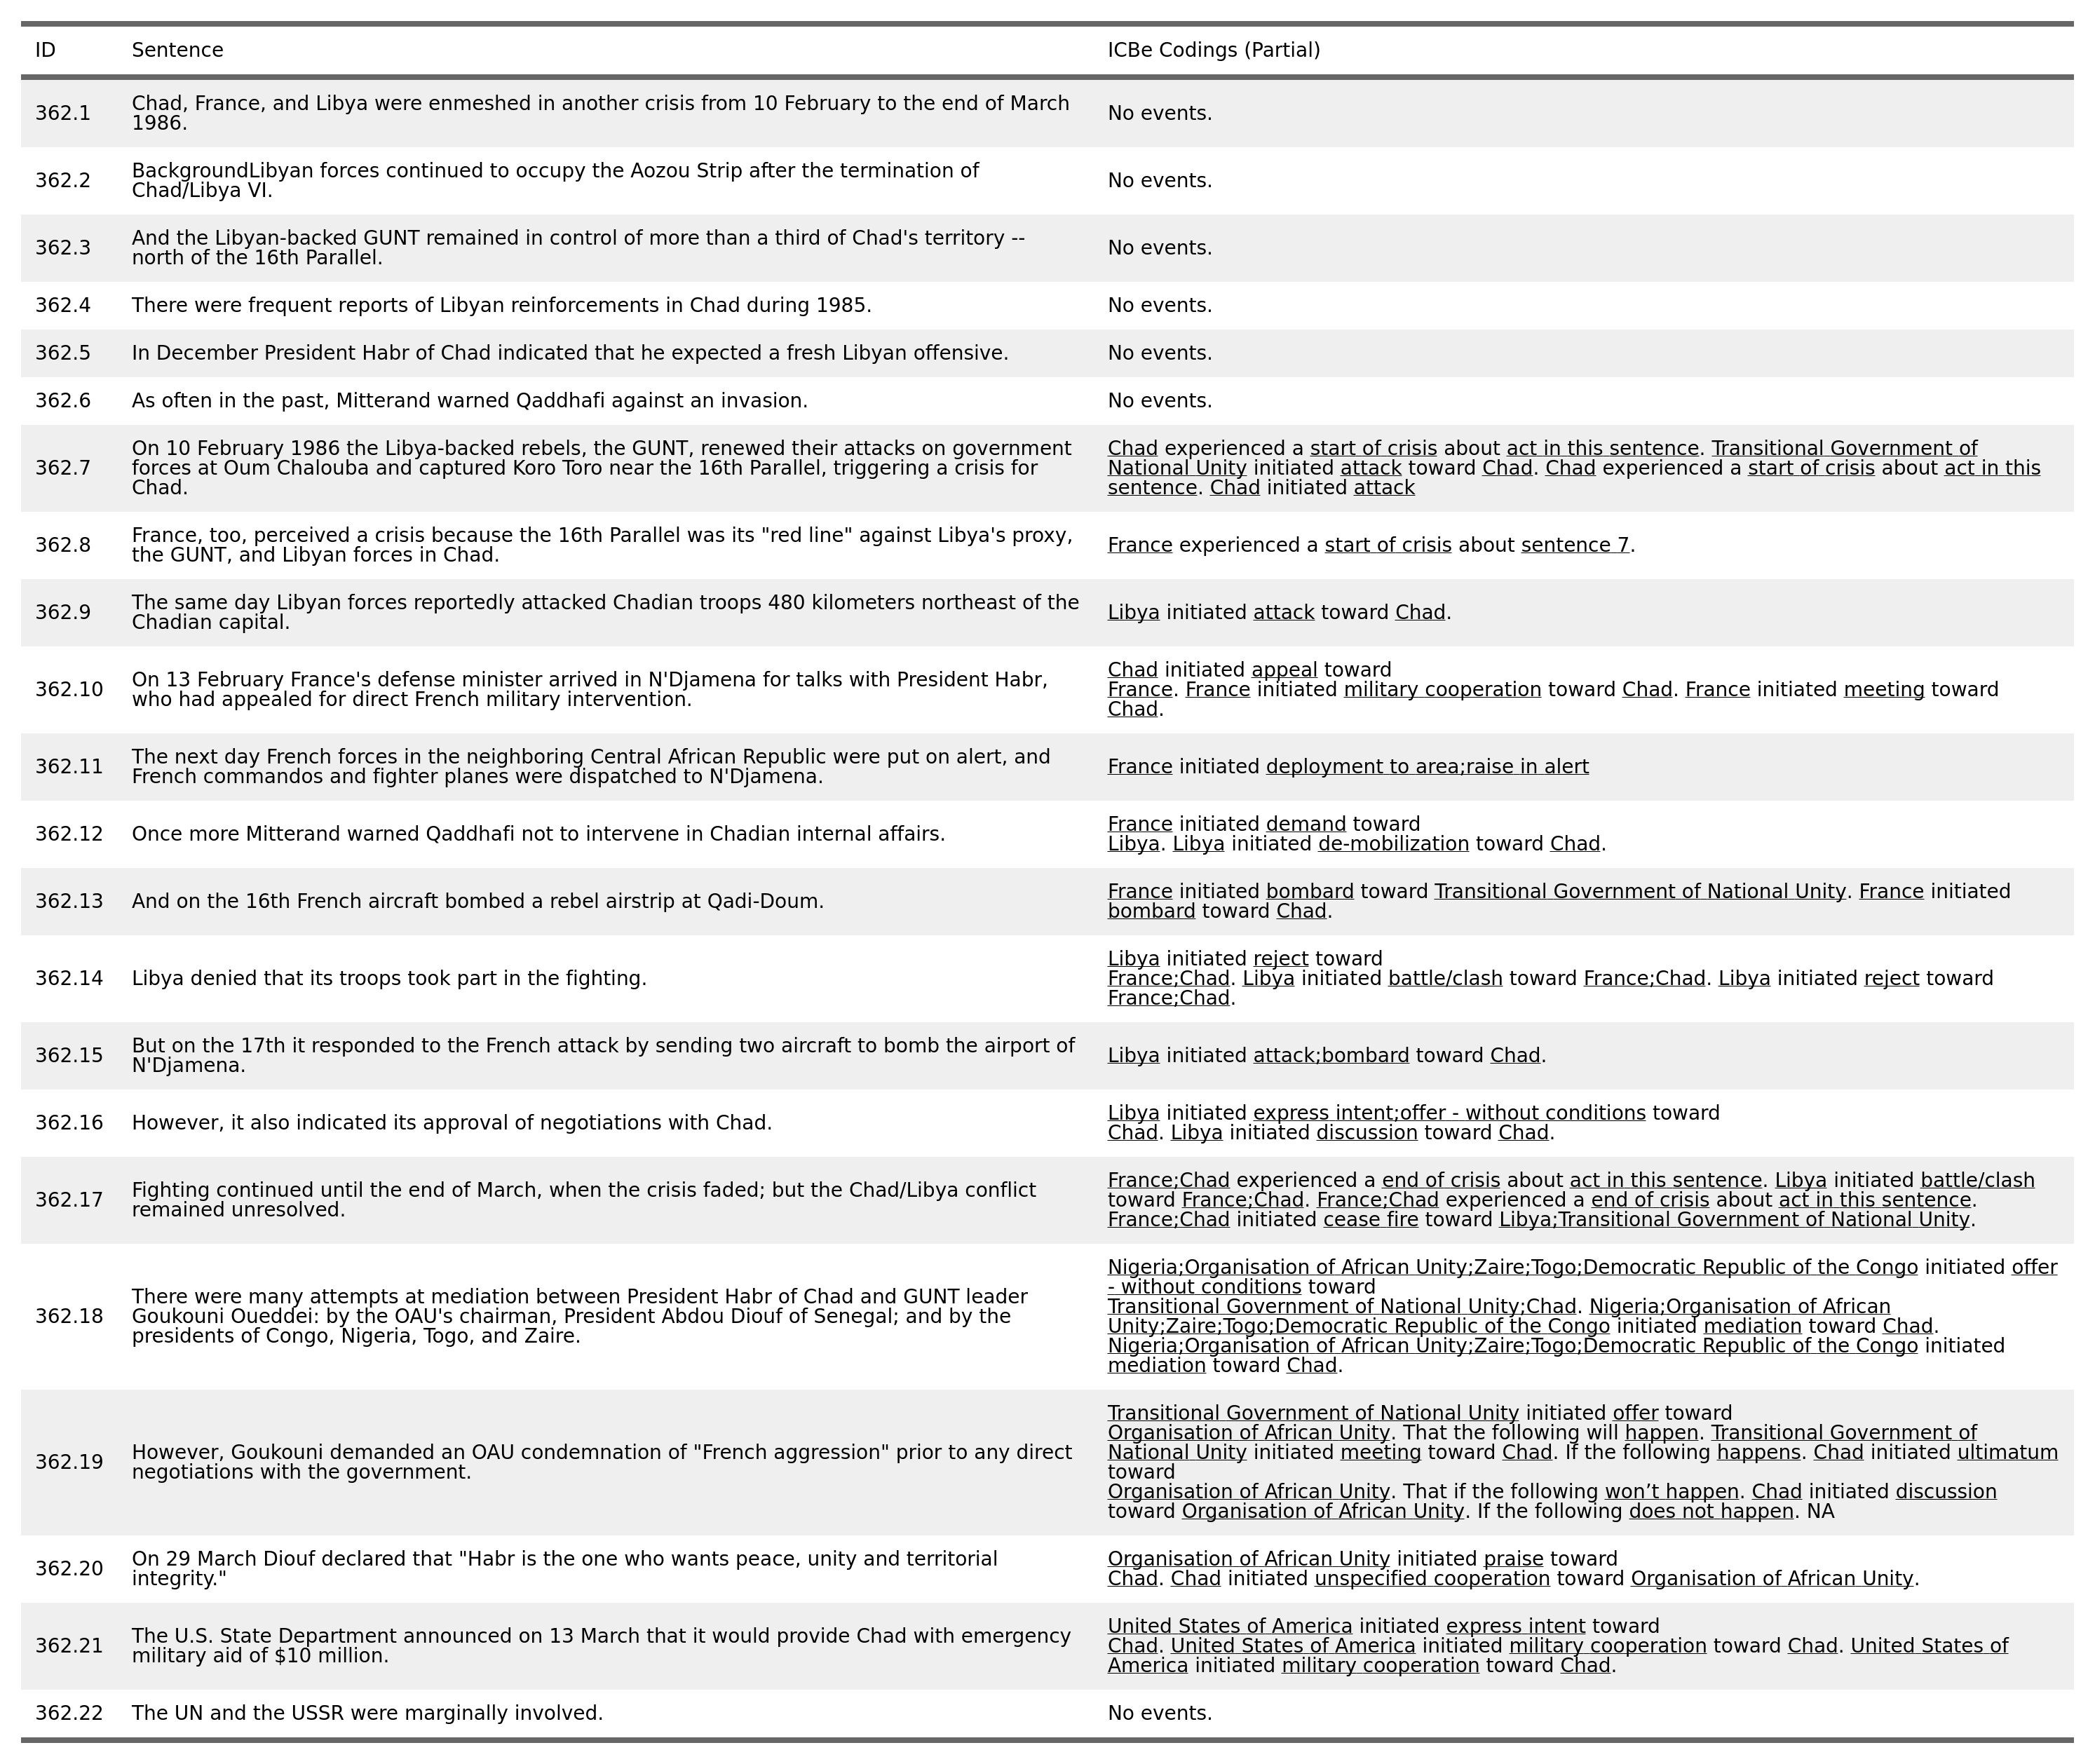 ID Sentence ICBe Codings (Partial)
362.1 Chad, France, and Libya were enmeshed in another crisis from 10 February to the end of March
1986.
No events.
362.2 BackgroundLibyan forces continued to occupy the Aozou Strip after the termination of
Chad/Libya VI.
No events.
362.3 And the Libyan-backed GUNT remained in control of more than a third of Chad's territory --
north of the 16th Parallel.
No events.
362.4 There were frequent reports of Libyan reinforcements in Chad during 1985.
No events.
362.5 In December President Habr of Chad indicated that he expected a fresh Libyan offensive.
No events.
362.6 As often in the past, Mitterand warned Qaddhafi against an invasion.
No events.
362.7 On 10 February 1986 the Libya-backed rebels, the GUNT, renewed their attacks on government
forces at Oum Chalouba and captured Koro Toro near the 16th Parallel, triggering a crisis for
Chad.
Chad experienced a start of crisis about act in this sentence. Transitional Government of
National Unity initiated attack toward Chad. Chad experienced a start of crisis about act in this
sentence. Chad initiated attack
362.8 France, too, perceived a crisis because the 16th Parallel was its "red line" against Libya's proxy,
the GUNT, and Libyan forces in Chad.
France experienced a start of crisis about sentence 7.
362.9 The same day Libyan forces reportedly attacked Chadian troops 480 kilometers northeast of the
Chadian capital.
Libya initiated attack toward Chad.
362.10 On 13 February France's defense minister arrived in N'Djamena for talks with President Habr,
who had appealed for direct French military intervention.
Chad initiated appeal toward
France. France initiated military cooperation toward Chad. France initiated meeting toward
Chad.
362.11 The next day French forces in the neighboring Central African Republic were put on alert, and
French commandos and fighter planes were dispatched to N'Djamena.
France initiated deployment to area;raise in alert
362.12 Once more Mitterand warned Qaddhafi not to intervene in Chadian internal affairs.
France initiated demand toward
Libya. Libya initiated de-mobilization toward Chad.
362.13 And on the 16th French aircraft bombed a rebel airstrip at Qadi-Doum.
France initiated bombard toward Transitional Government of National Unity. France initiated
bombard toward Chad.
362.14 Libya denied that its troops took part in the fighting.
Libya initiated reject toward
France;Chad. Libya initiated battle/clash toward France;Chad. Libya initiated reject toward
France;Chad.
362.15 But on the 17th it responded to the French attack by sending two aircraft to bomb the airport of
N'Djamena.
Libya initiated attack;bombard toward Chad.
362.16 However, it also indicated its approval of negotiations with Chad.
Libya initiated express intent;offer - without conditions toward
Chad. Libya initiated discussion toward Chad.
362.17 Fighting continued until the end of March, when the crisis faded; but the Chad/Libya conflict
remained unresolved.
France;Chad experienced a end of crisis about act in this sentence. Libya initiated battle/clash
toward France;Chad. France;Chad experienced a end of crisis about act in this sentence.
France;Chad initiated cease fire toward Libya;Transitional Government of National Unity.
362.18 There were many attempts at mediation between President Habr of Chad and GUNT leader
Goukouni Oueddei: by the OAU's chairman, President Abdou Diouf of Senegal; and by the
presidents of Congo, Nigeria, Togo, and Zaire.
Nigeria;Organisation of African Unity;Zaire;Togo;Democratic Republic of the Congo initiated offer
- without conditions toward
Transitional Government of National Unity;Chad. Nigeria;Organisation of African
Unity;Zaire;Togo;Democratic Republic of the Congo initiated mediation toward Chad.
Nigeria;Organisation of African Unity;Zaire;Togo;Democratic Republic of the Congo initiated
mediation toward Chad.
362.19 However, Goukouni demanded an OAU condemnation of "French aggression" prior to any direct
negotiations with the government.
Transitional Government of National Unity initiated offer toward
Organisation of African Unity. That the following will happen. Transitional Government of
National Unity initiated meeting toward Chad. If the following happens. Chad initiated ultimatum
toward
Organisation of African Unity. That if the following won’t happen. Chad initiated discussion
toward Organisation of African Unity. If the following does not happen. NA
362.20 On 29 March Diouf declared that "Habr is the one who wants peace, unity and territorial
integrity."
Organisation of African Unity initiated praise toward
Chad. Chad initiated unspecified cooperation toward Organisation of African Unity.
362.21 The U.S. State Department announced on 13 March that it would provide Chad with emergency
military aid of $10 million.
United States of America initiated express intent toward
Chad. United States of America initiated military cooperation toward Chad. United States of
America initiated military cooperation toward Chad.
362.22 The UN and the USSR were marginally involved.
No events.